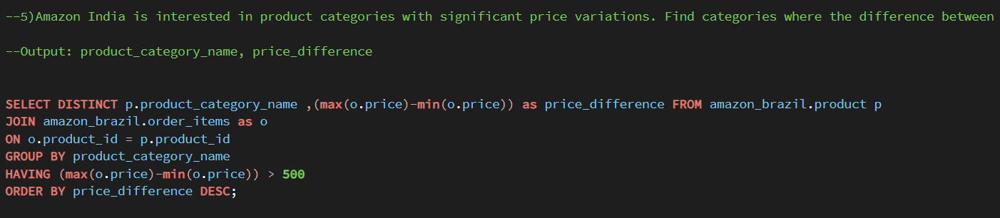 --5)Amazon India is interested in product categories with significant price variations. Find categories where the difference between
--Output: product_category_name, price_difference
SELECT DISTINCT p.product_category_name ,(max(o.price)-min(o.price)) as price_difference FROM amazon_brazil.product p
JOIN amazon_brazil.order_items as o
ON o.product_id = p.product_id
GROUP BY product_category_name
HAVING (max(o.price)-min(o.price)) > 500
ORDER BY price_difference DESC;